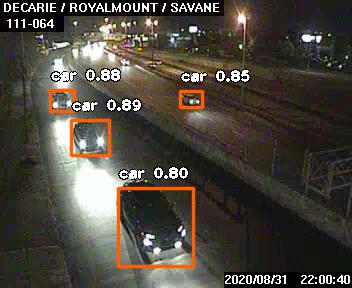 DECARIE / ROYALMOUNT / SAVANE
111-064
car 0.88
car 0.85
car 0.89
car 0.80
2020/08/31 22:00:40